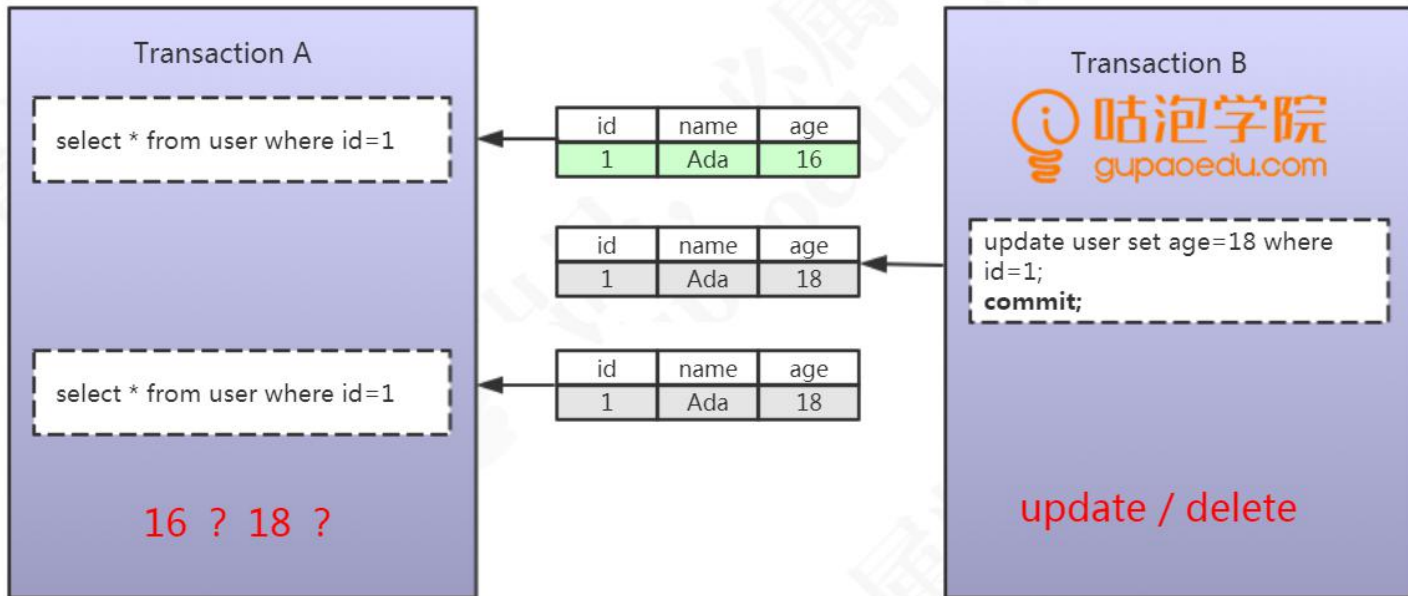 Transaction A
select * from user where id=1
id name age
1 Ada 16
Transaction B
咕泡学院
gupaoedu.com
id name age
1 Ada 18
update user set age=18 where
id=1;
commit;
select * from user where id=1
id name age
1 Ada 18
16 ? 18 ?
update / delete